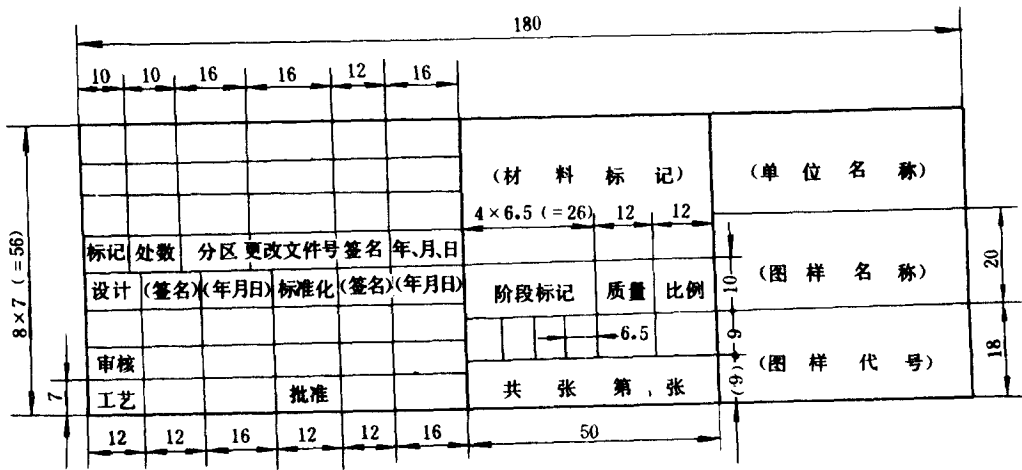 180
10 10 16 16 12 16
(材 料 标 记)
(单 位 名 称)
4×6.5(=26) 12 12
标记 处数 分区 更改文件号 签名 年、月、日
8×7(=56)
设计 (签名) (年月日) 标准化 (签名) (年月日)
阶段标记 质量 比例
10
(图 样 名 称)
20
6.5
9
审核
18
7
工艺 批准
共 张 第 张
(9)
(图 样 代 号)
12 12 16 12 12 16 50